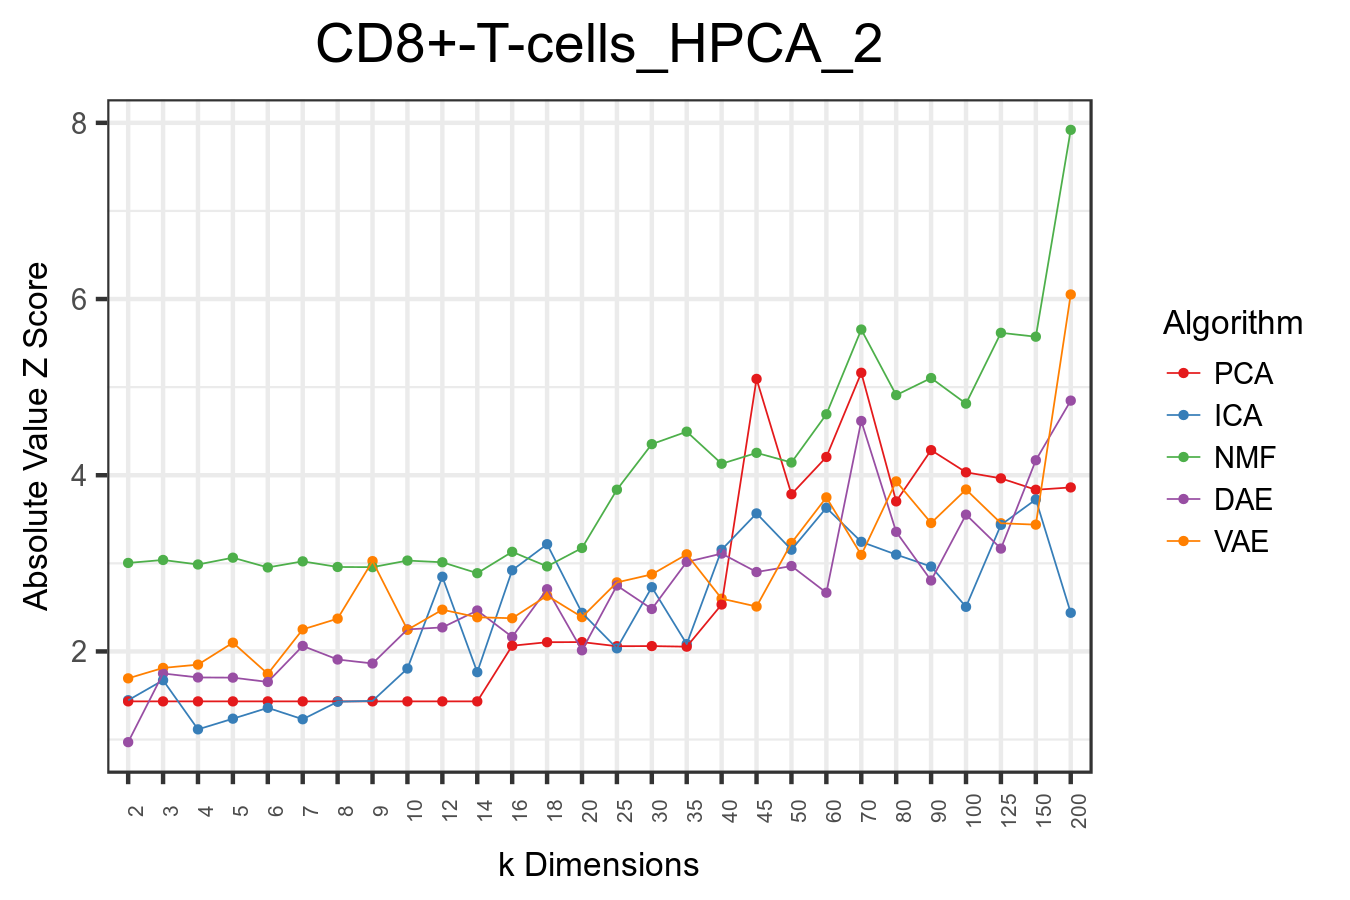 CD8+-T-cells_HPCA_2
Absolute Value Z Score
8
6
4
2
2 3 4 5 6 7 8 9 10 12 14 16 18 20 25 30 35 40 45 50 60 70 80 90 100 125 150 200
k Dimensions
Algorithm
PCA
ICA
NMF
DAE
VAE